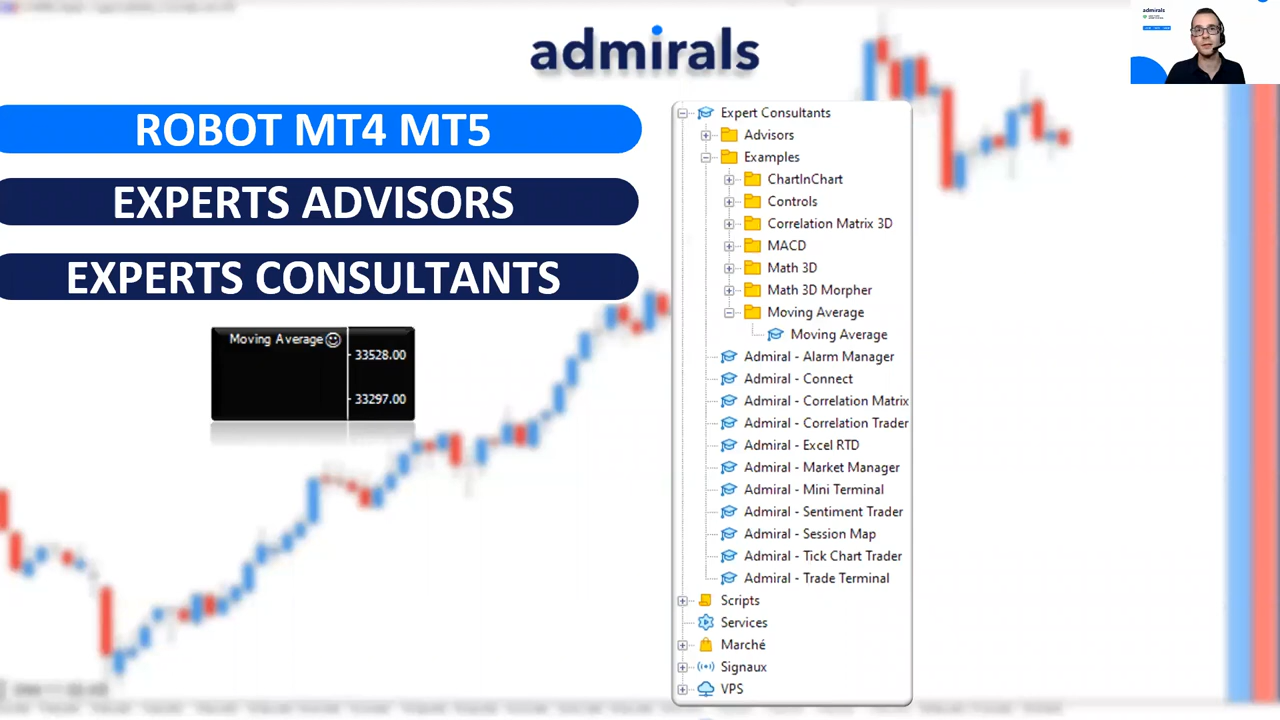 admirals
admirals
ROBOT MT4 MT5
EXPERTS ADVISORS
EXPERTS CONSULTANTS
Moving Average
33528.00
33297.00
Expert Consultants
Advisors
Examples
ChartInChart
Controls
Correlation Matrix 3D
MACD
Math 3D
Math 3D Morpher
Moving Average
Moving Average
Admiral - Alarm Manager
Admiral - Connect
Admiral - Correlation Matrix
Admiral - Correlation Trader
Admiral - Excel RTD
Admiral - Market Manager
Admiral - Mini Terminal
Admiral - Sentiment Trader
Admiral - Session Map
Admiral - Tick Chart Trader
Admiral - Trade Terminal
Scripts
Services
Marché
Signaux
VPS